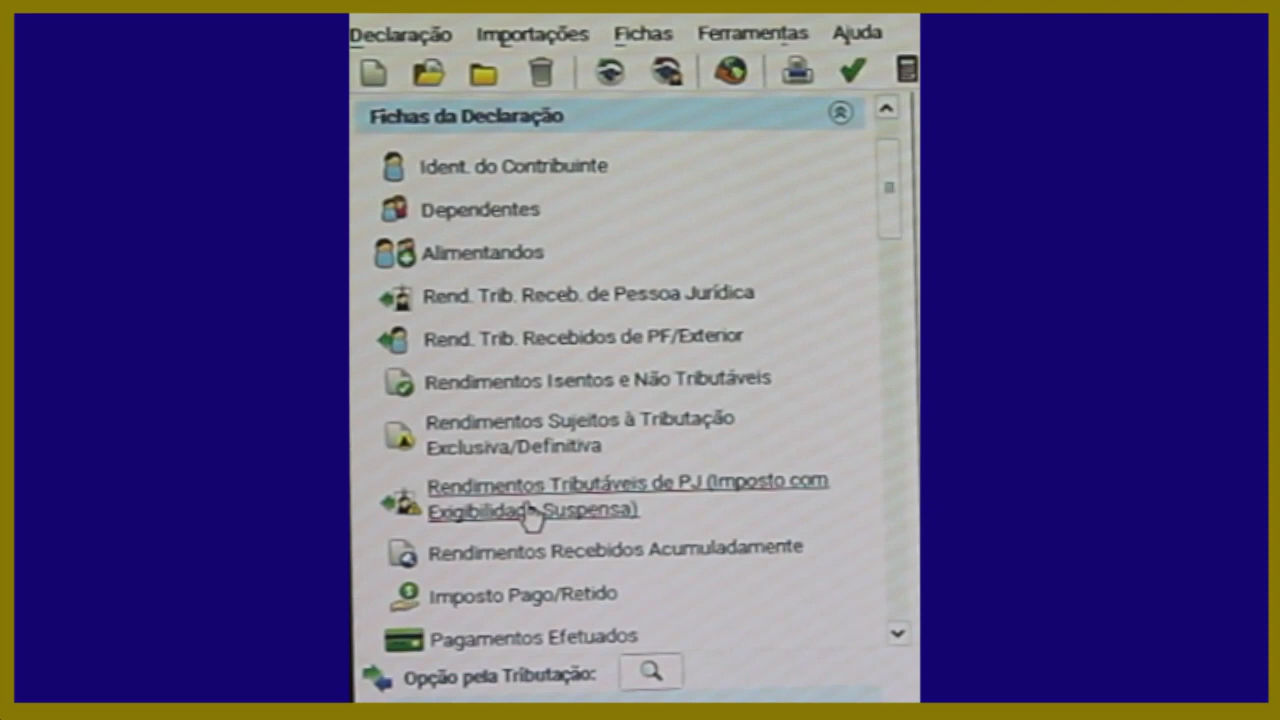 Declaração Importações Fichas Ferramentas Ajuda
Fichas da Declaração
Ident. do Contribuinte
Dependentes
Alimentandos
Rend. Trib. Receb. de Pessoa Jurídica
Rend. Trib. Recebidos de PF/Exterior
Rendimentos Isentos e Não Tributáveis
Rendimentos Sujeitos à Tributação
Exclusiva/Definitiva
Rendimentos Tributáveis de PJ (Imposto com
Exigibilidade Suspensa)
Rendimentos Recebidos Acumuladamente
Imposto Pago/Retido
Pagamentos Efetuados
Opção pela Tributação: